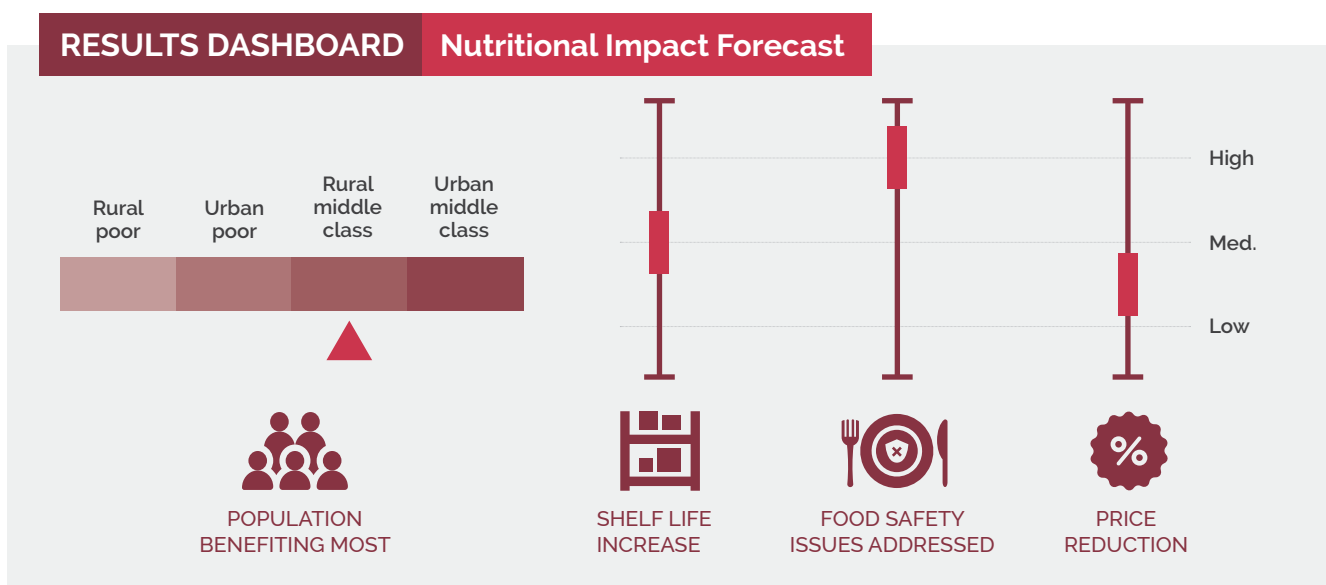 RESULTS DASHBOARD Nutritional Impact Forecast
Rural
poor
Urban
poor
Rural
middle
class
Urban
middle
class
High
Med.
Low
POPULATION
BENEFITING MOST
SHELF LIFE
INCREASE
FOOD SAFETY
ISSUES ADDRESSED
%
PRICE
REDUCTION